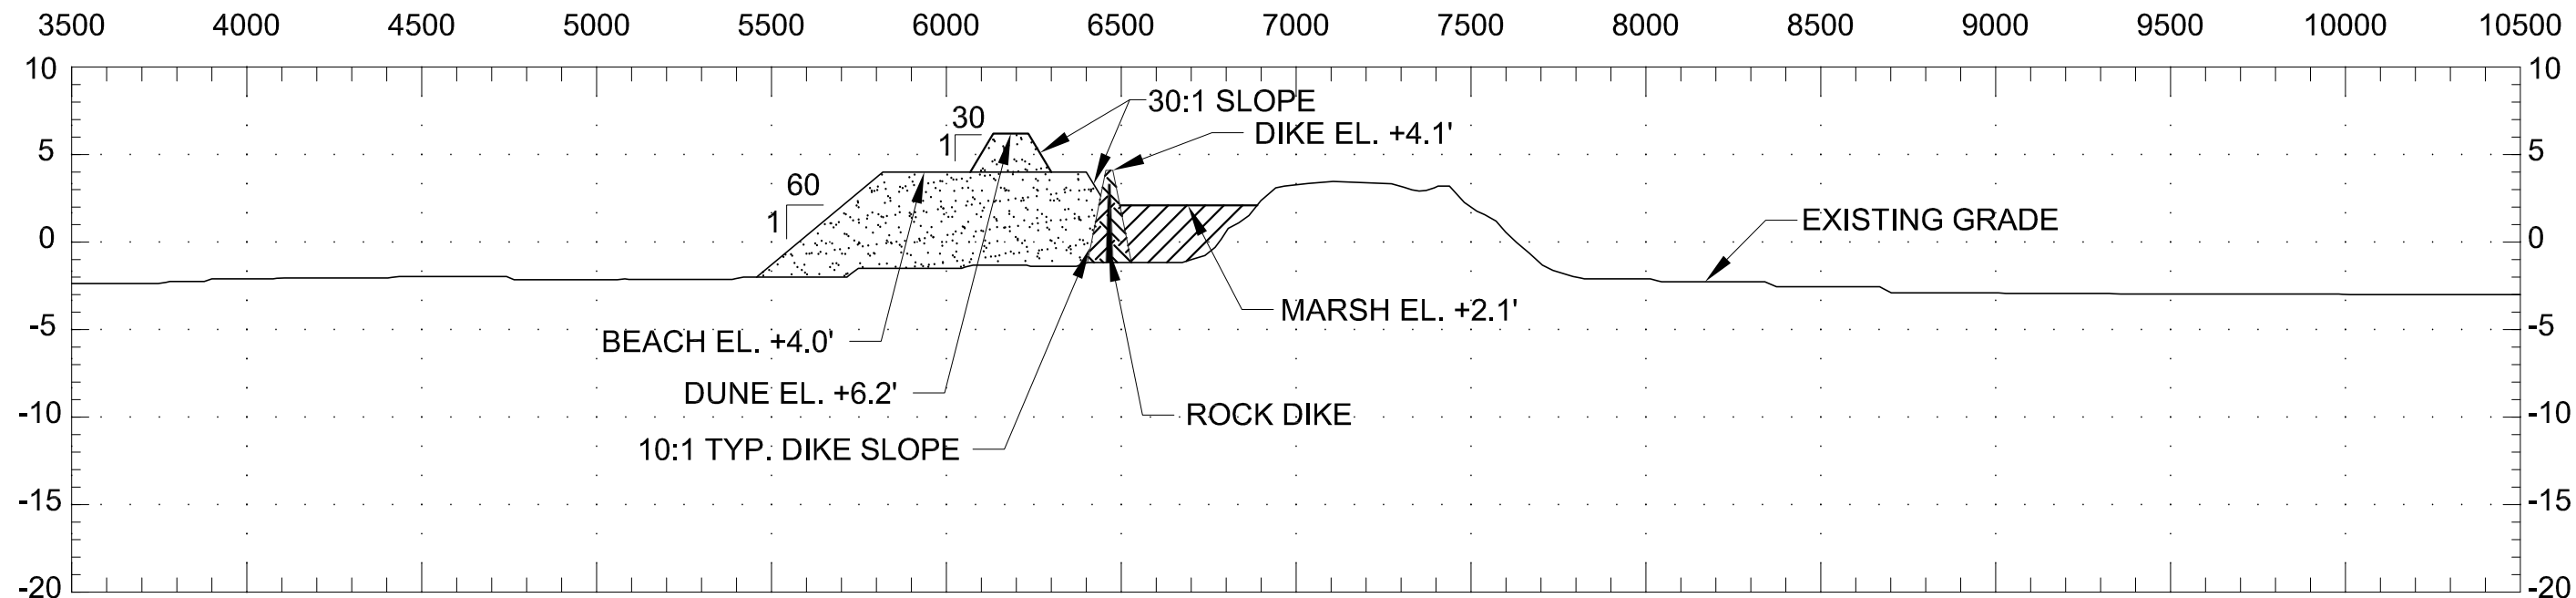 3500 4000 4500 5000 5500 6000 6500 7000 7500 8000 8500 9000 9500 10000 10500
10 10
30:1 SLOPE
30
1
DIKE EL. +4.1'
5 5
60
1
EXISTING GRADE
0 0
MARSH EL. +2.1'
-5 -5
BEACH EL. +4.0'
DUNE EL. +6.2'
-10 -10
ROCK DIKE
10:1 TYP. DIKE SLOPE
-15 -15
-20 -20